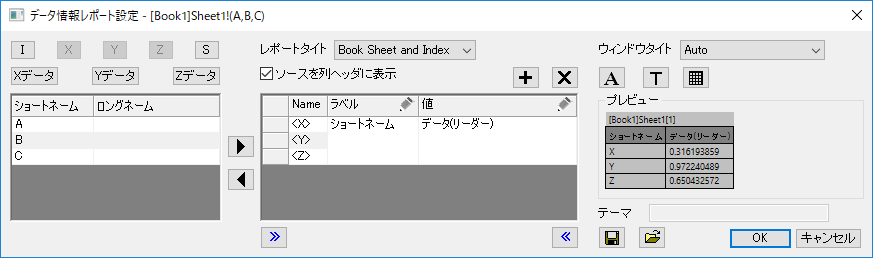 データ情報レポート設定 - [Book1]Sheet1!(A,B,C)
I X Y Z S
Xデータ Yデータ Zデータ
ショートネーム ロングネーム
A
B
C
レポートタイト Book Sheet and Index
ソースを列ヘッダに表示
Name ラベル 値
<X> ショートネーム データ(リーダー)
<Y>
<Z>
ウィンドウタイト Auto
A T
プレビュー
[Book1]Sheet1[1]
ショートネーム データ(リーダー)
X 0.316193859
Y 0.972240489
Z 0.650432572
テーマ
OK キャンセル